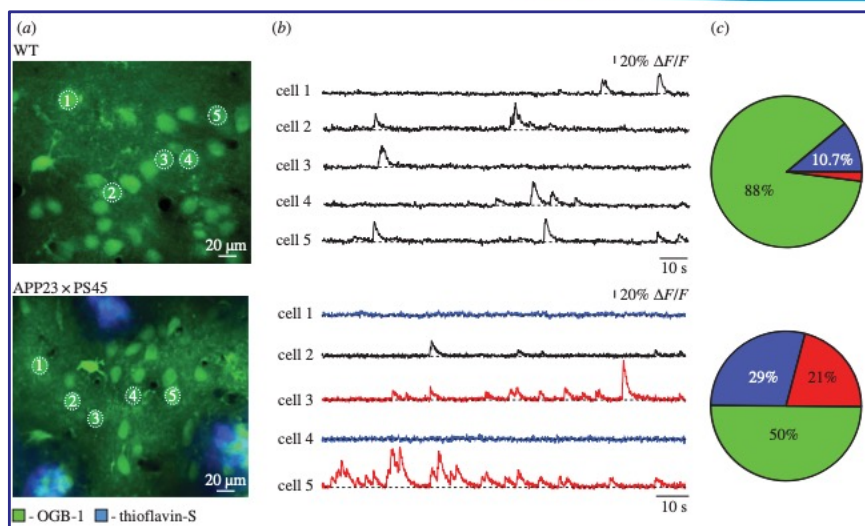 (a)
WT
1
5
3
4
2
20 µm
(b)
20% ΔF/F
cell 1
cell 2
cell 3
cell 4
cell 5
10 s
(c)
10.7%
88%
APP23 × PS45
1
4
5
2
3
20 µm
- OGB-1 - thioflavin-S
20% ΔF/F
cell 1
cell 2
cell 3
cell 4
cell 5
10 s
29%
21%
50%